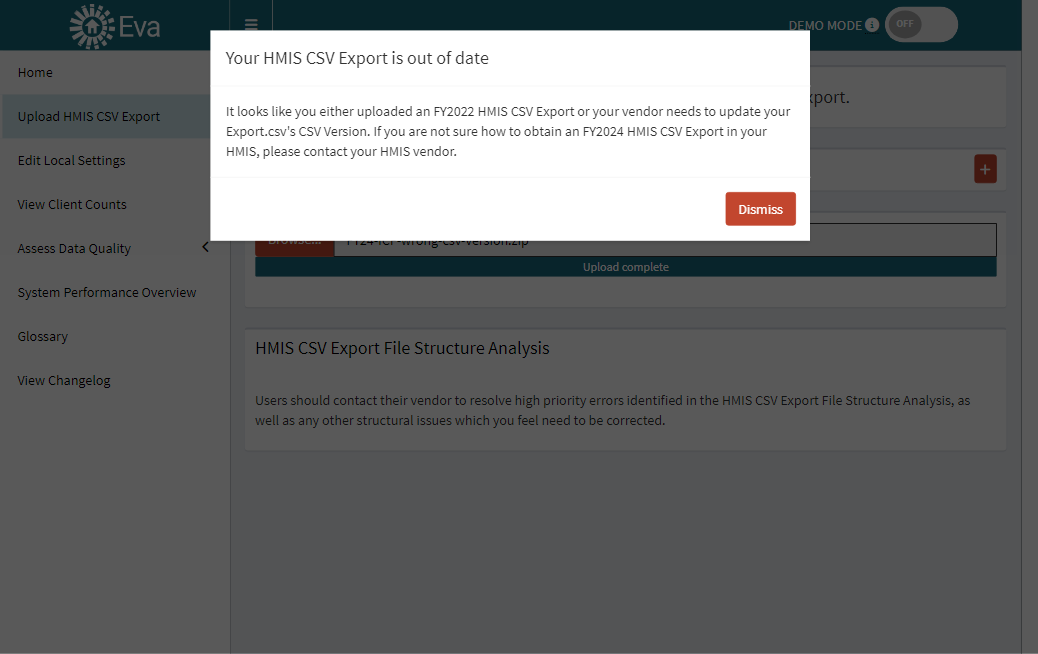 Eva
DEMO MODE
OFF
Home
Upload HMIS CSV Export
Edit Local Settings
View Client Counts
Assess Data Quality
System Performance Overview
Glossary
View Changelog
Your HMIS CSV Export is out of date
It looks like you either uploaded an FY2022 HMIS CSV Export or your vendor needs to update your
Export.csv's CSV Version. If you are not sure how to obtain an FY2024 HMIS CSV Export in your
HMIS, please contact your HMIS vendor.
Dismiss
xport.
+
Browse... FY24-ICF-wrong-csv-version.zip
Upload complete
HMIS CSV Export File Structure Analysis
Users should contact their vendor to resolve high priority errors identified in the HMIS CSV Export File Structure Analysis, as
well as any other structural issues which you feel need to be corrected.